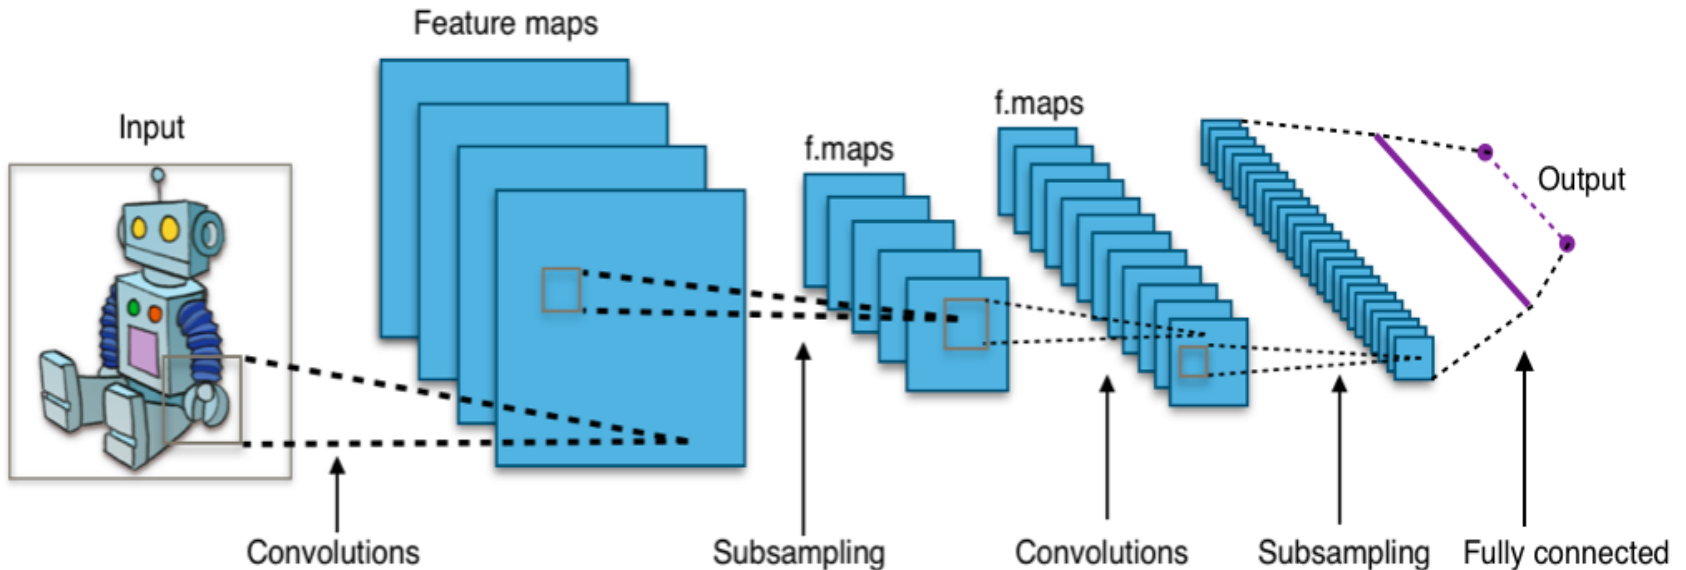 Feature maps
Input
f.maps
f.maps
Output
Convolutions
Subsampling
Convolutions
Subsampling
Fully connected